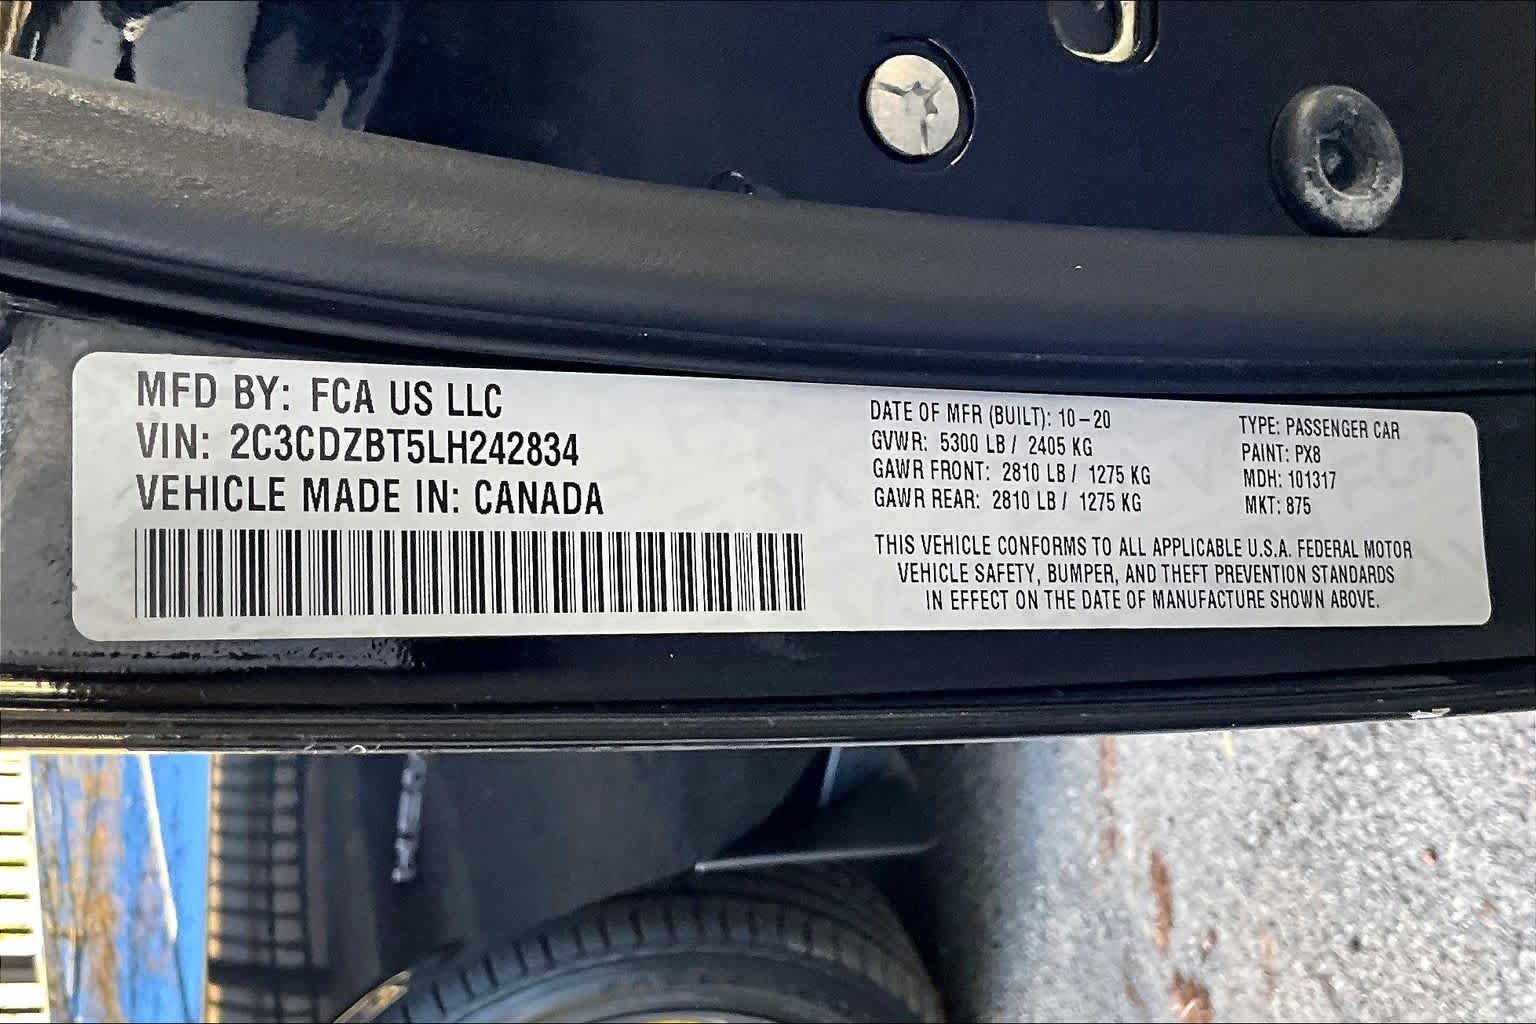 MFD BY: FCA US LLC
VIN: 2C3CDZBT5LH242834
VEHICLE MADE IN: CANADA
DATE OF MFR (BUILT): 10-20
GVWR: 5300 LB / 2405 KG
GAWR FRONT: 2810 LB / 1275 KG
GAWR REAR: 2810 LB / 1275 KG
TYPE: PASSENGER CAR
PAINT: PX8
MDH: 101317
MKT: 875
THIS VEHICLE CONFORMS TO ALL APPLICABLE U.S.A. FEDERAL MOTOR
VEHICLE SAFETY, BUMPER, AND THEFT PREVENTION STANDARDS
IN EFFECT ON THE DATE OF MANUFACTURE SHOWN ABOVE.